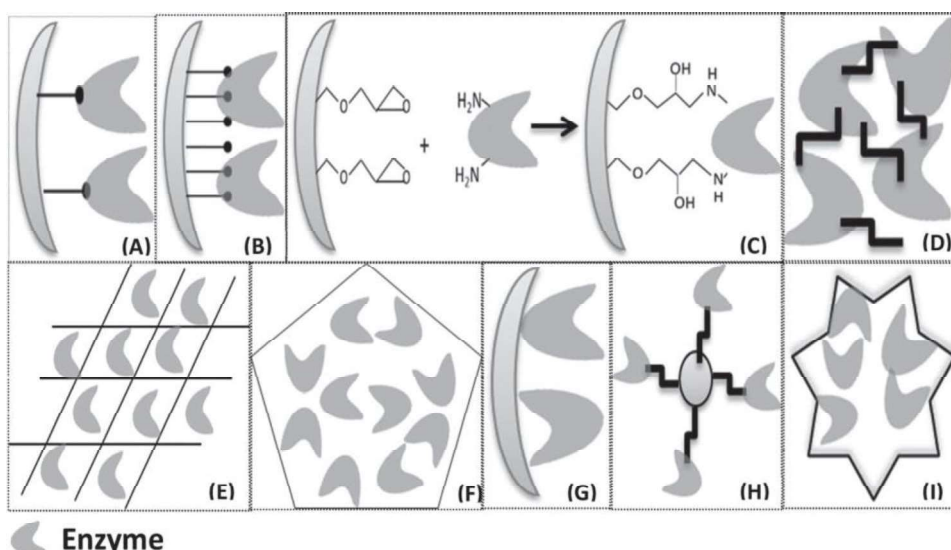 (A)
(B)
O
O
O
O
+
H₂N
H₂N
OH
H
O
N
O
N
OH
H
(C)
(D)
(E)
(F)
(G)
(H)
(I)
Enzyme